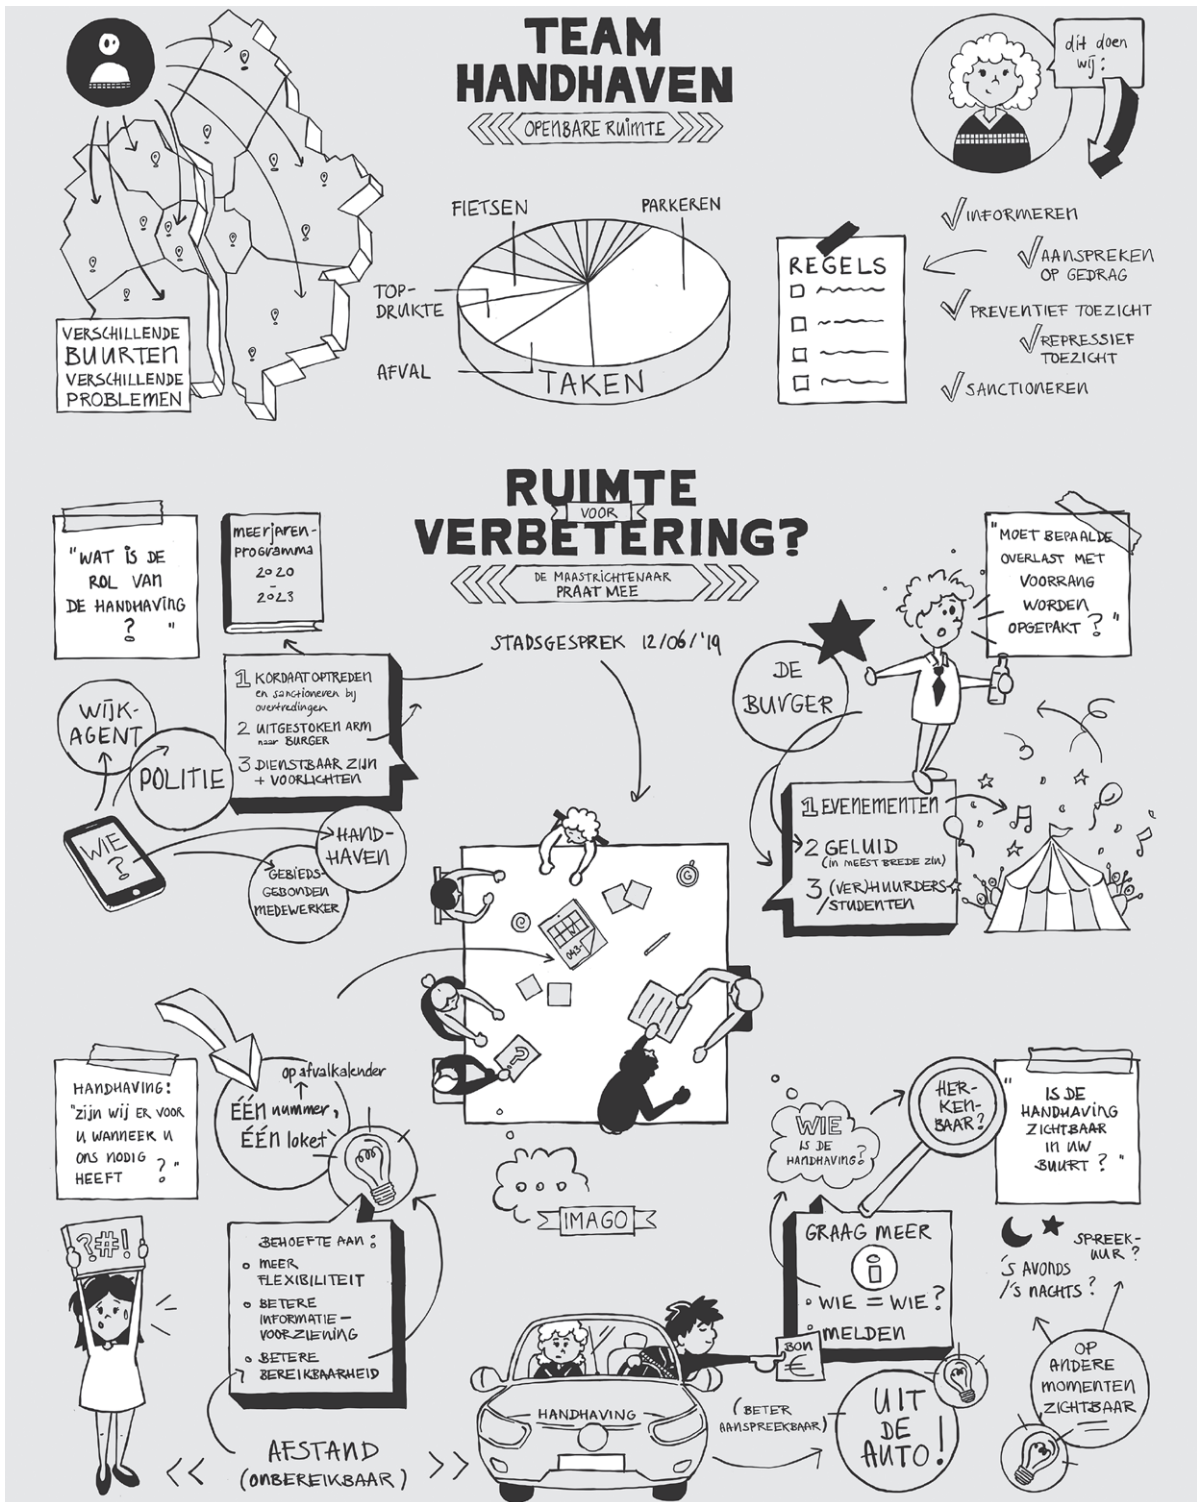 TEAM
HANDHAVEN
OPENBARE RUIMTE
dit doen
wij:
VERSCHILLENDE
BUURTEN
VERSCHILLENDE
PROBLEMEN
FIETSEN
PARKEREN
TOP-
DRUKTE
AFVAL
TAKEN
REGELS
INFORMEREN
AANSPREKEN
OP GEDRAG
PREVENTIEF TOEZICHT
REPRESSIEF
TOEZICHT
SANCTIONEREN
RUIMTE
VOOR
VERBETERING?
DE MAASTRICHTENAAR
PRAAT MEE
STADSGESPREK 12/06/'19
"WAT IS DE
ROL VAN
DE HANDHAVING
? "
meerjaren-
programma
2020
-
2023
1 KORDAAT OPTREDEN
en sanctioneren bij
overtredingen
2 UITGESTOKEN ARM
naar BURGER
3 DIENSTBAAR ZIJN
+ VOORLICHTEN
WIJK-
AGENT
POLITIE
WIE
?
HAND-
HAVEN
GEBIEDS-
GEBONDEN
MEDEWERKER
"MOET BEPAALDE
OVERLAST MET
VOORRANG
WORDEN
OPGEPAKT ? "
DE
BURGER
1 EVENEMENTEN
2 GELUID
(IN MEEST BREDE ZIN)
3 (VER)HUURDERS
/STUDENTEN
043-
?
HANDHAVING:
"zijn wij er voor
u wanneer u
ons nodig
heeft ? "
op afvalkalender
ÉÉN nummer,
ÉÉN loket
?#!
BEHOEFTE AAN:
MEER
FLEXIBILITEIT
BETERE
INFORMATIE-
VOORZIENING
BETERE
BEREIKBAARHEID
AFSTAND
(ONBEREIKBAAR)
IMAGO
HANDHAVING
BON
€
(BETER
AANSPREEKBAAR)
UIT
DE
AUTO!
WIE
IS DE
HANDHAVING?
HER-
KEN-
BAAR?
" IS DE
HANDHAVING
ZICHTBAAR
IN UW
BUURT ? "
GRAAG MEER
i
WIE = WIE?
MELDEN
SPREEK-
UUR?
'S AVONDS
/'S NACHTS?
OP
ANDERE
MOMENTEN
ZICHTBAAR